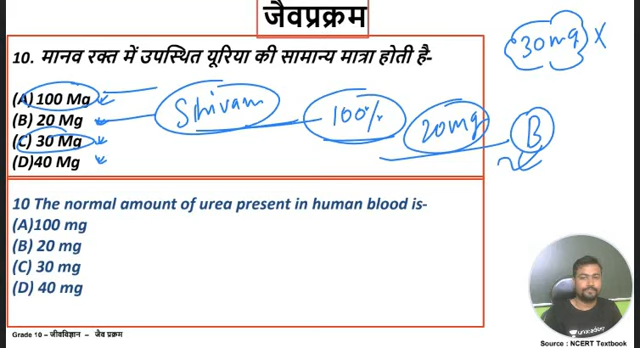 जैवप्रक्रम
10. मानव रक्त में उपस्थित यूरिया की सामान्य मात्रा होती है-
(A) 100 Mg
(B) 20 Mg
(C) 30 Mg
(D)40 Mg
30mg X
Shivam
100%
20mg
B
10 The normal amount of urea present in human blood is-
(A)100 mg
(B) 20 mg
(C) 30 mg
(D) 40 mg
unacademy
Grade 10 – जीवविज्ञान – जैव प्रक्रम
Source : NCERT Textbook